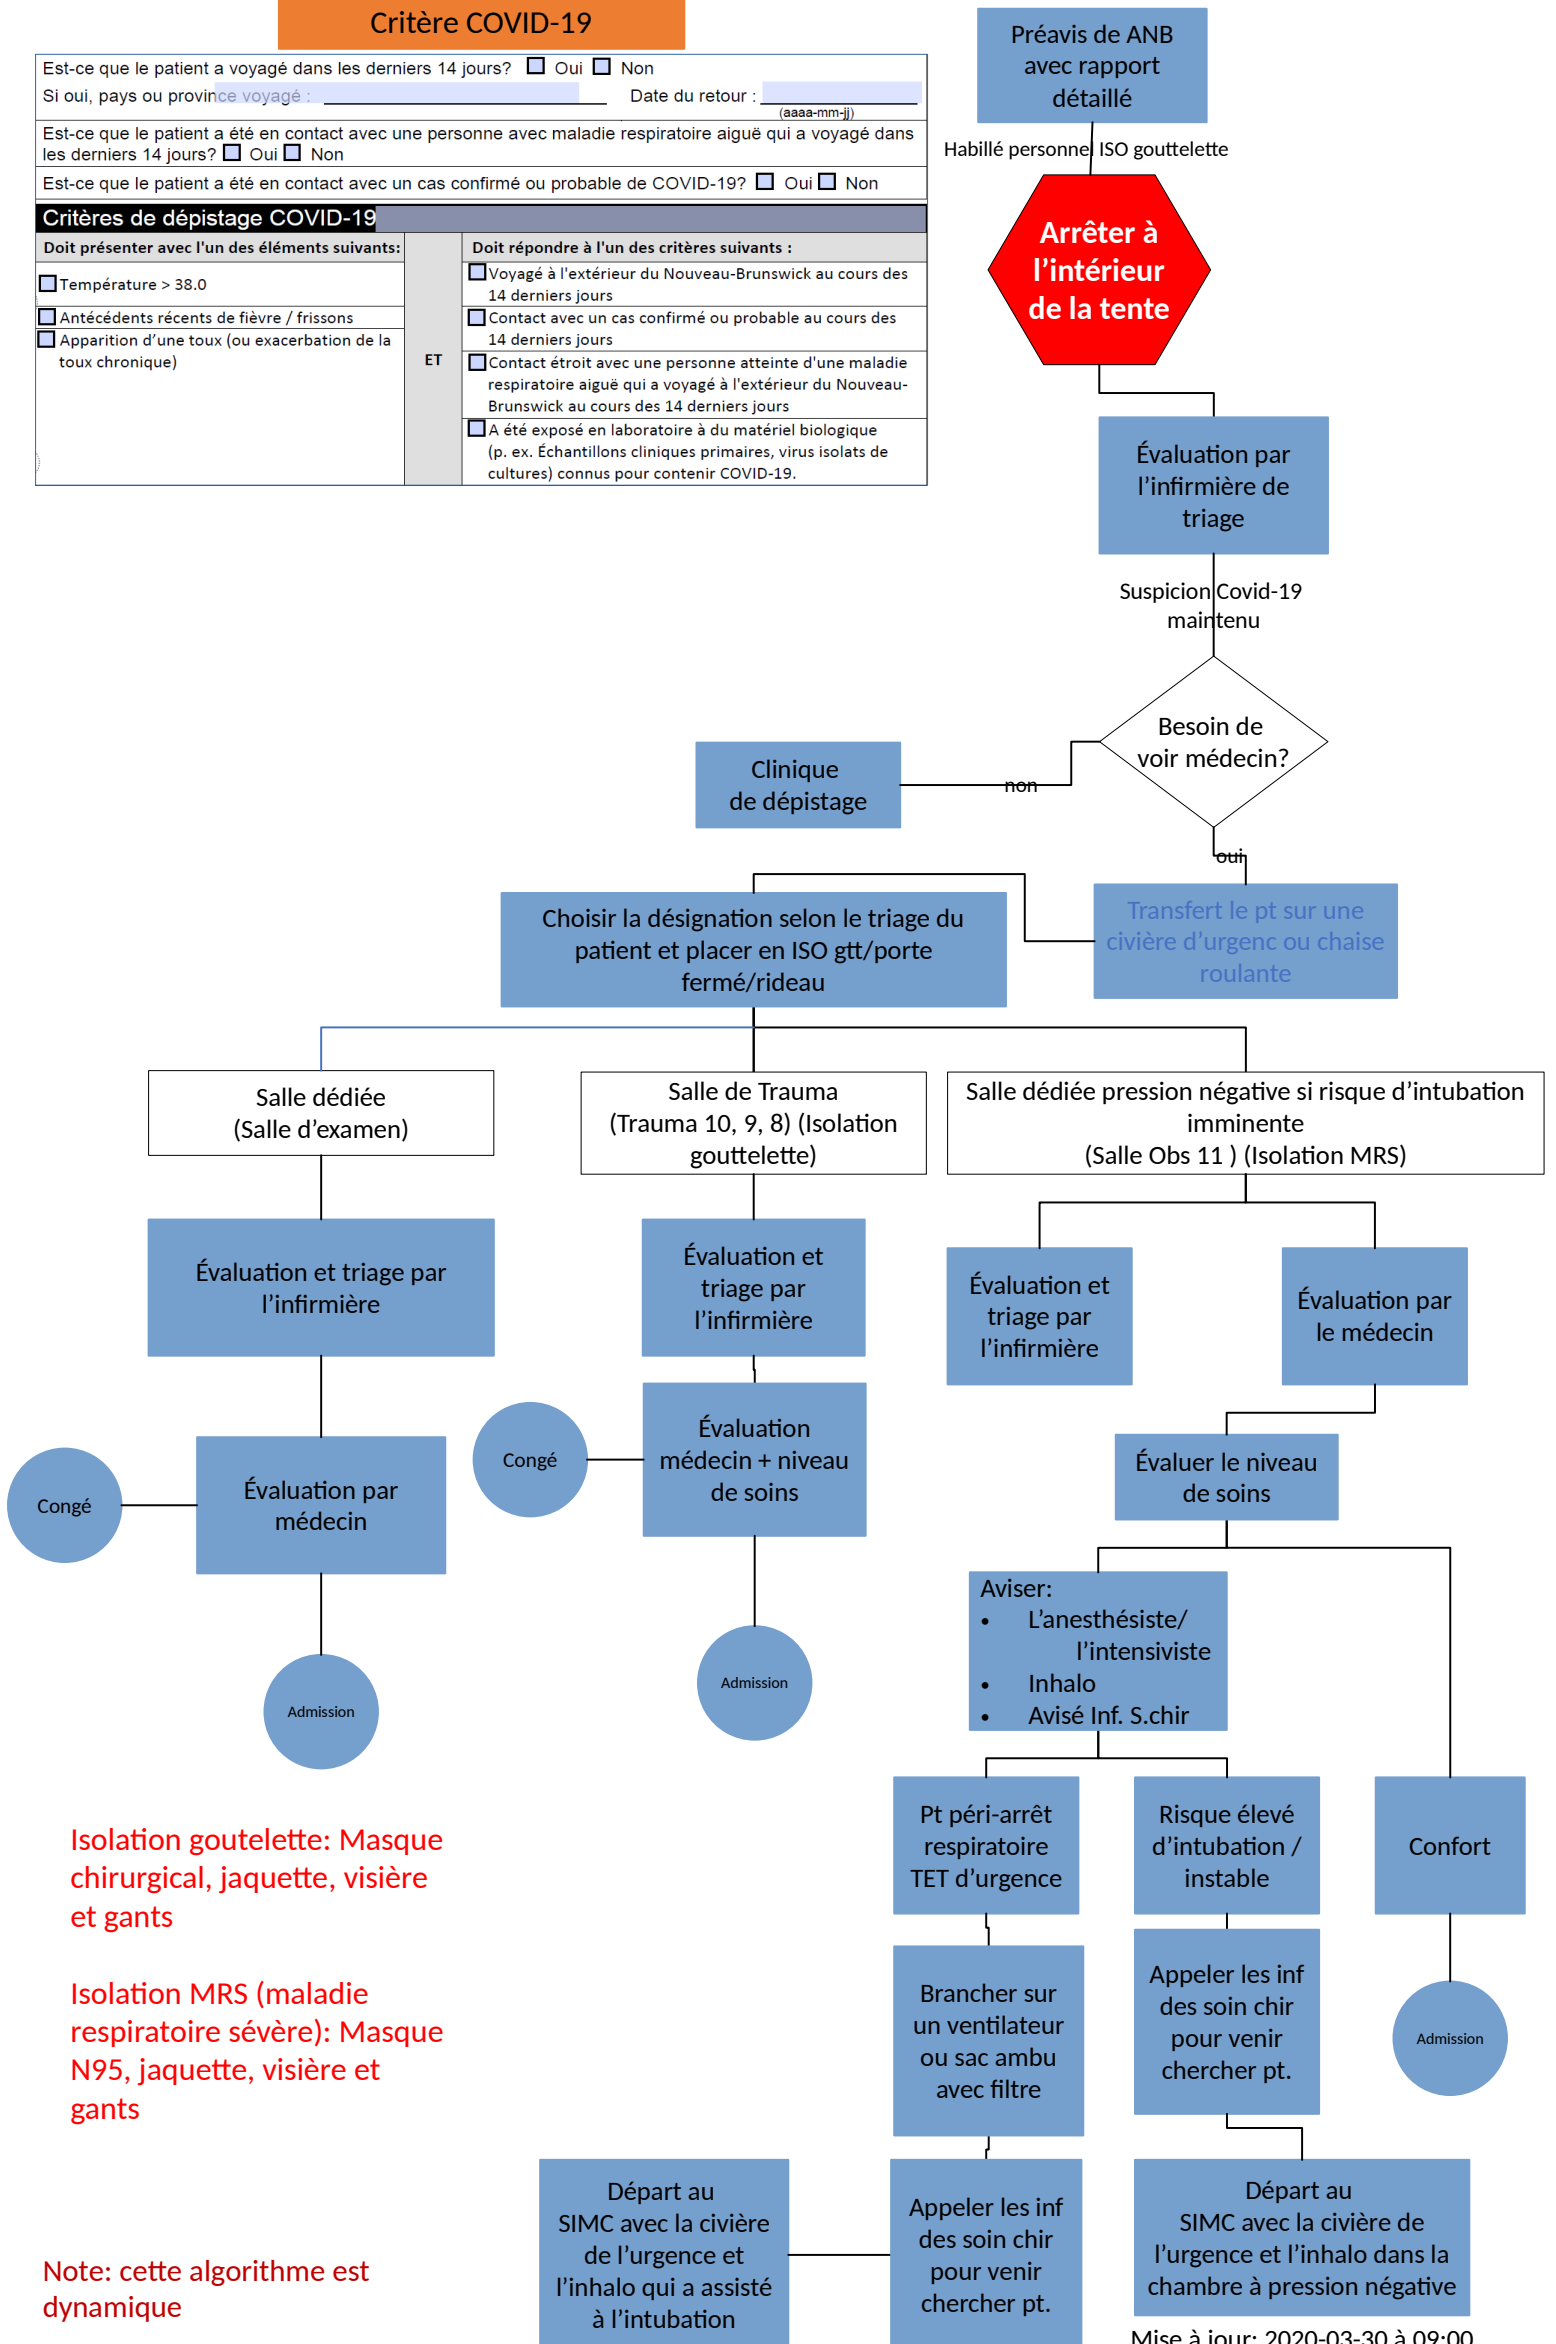 Critère COVID-19
Est-ce que le patient a voyagé dans les derniers 14 jours? Oui Non
Si oui, pays ou province voyagé : Date du retour :
(aaaa-mm-jj)
Est-ce que le patient a été en contact avec une personne avec maladie respiratoire aiguë qui a voyagé dans
les derniers 14 jours? Oui Non
Est-ce que le patient a été en contact avec un cas confirmé ou probable de COVID-19? Oui Non
Critères de dépistage COVID-19
Doit présenter avec l'un des éléments suivants:
Température > 38.0
Antécédents récents de fièvre / frissons
Apparition d'une toux (ou exacerbation de la
toux chronique)
ET
Doit répondre à l'un des critères suivants :
Voyagé à l'extérieur du Nouveau-Brunswick au cours des
14 derniers jours
Contact avec un cas confirmé ou probable au cours des
14 derniers jours
Contact étroit avec une personne atteinte d'une maladie
respiratoire aiguë qui a voyagé à l'extérieur du Nouveau-
Brunswick au cours des 14 derniers jours
A été exposé en laboratoire à du matériel biologique
(p. ex. Échantillons cliniques primaires, virus isolats de
cultures) connus pour contenir COVID-19.
Préavis de ANB
avec rapport
détaillé
Habillé personnel ISO gouttelette
Arrêter à
l'intérieur
de la tente
Évaluation par
l'infirmière de
triage
Suspicion Covid-19
maintenu
Besoin de
voir médecin?
non
Clinique
de dépistage
oui
Transfert le pt sur une
civière d'urgenc ou chaise
roulante
Choisir la désignation selon le triage du
patient et placer en ISO gtt/porte
fermé/rideau
Salle dédiée
(Salle d'examen)
Salle de Trauma
(Trauma 10, 9, 8) (Isolation
gouttelette)
Salle dédiée pression négative si risque d'intubation
imminente
(Salle Obs 11 ) (Isolation MRS)
Évaluation et triage par
l'infirmière
Évaluation et
triage par
l'infirmière
Évaluation et
triage par
l'infirmière
Évaluation par
le médecin
Congé
Évaluation par
médecin
Congé
Évaluation
médecin + niveau
de soins
Évaluer le niveau
de soins
Admission
Admission
Aviser:
• L'anesthésiste/
l'intensiviste
• Inhalo
• Avisé Inf. S.chir
Pt péri-arrêt
respiratoire
TET d'urgence
Risque élevé
d'intubation /
instable
Confort
Isolation goutelette: Masque
chirurgical, jaquette, visière
et gants
Isolation MRS (maladie
respiratoire sévère): Masque
N95, jaquette, visière et
gants
Brancher sur
un ventilateur
ou sac ambu
avec filtre
Appeler les inf
des soin chir
pour venir
chercher pt.
Admission
Départ au
SIMC avec la civière
de l'urgence et
l'inhalo qui a assisté
à l'intubation
Appeler les inf
des soin chir
pour venir
chercher pt.
Départ au
SIMC avec la civière de
l'urgence et l'inhalo dans la
chambre à pression négative
Note: cette algorithme est
dynamique
Mise à jour: 2020-03-30 à 09:00